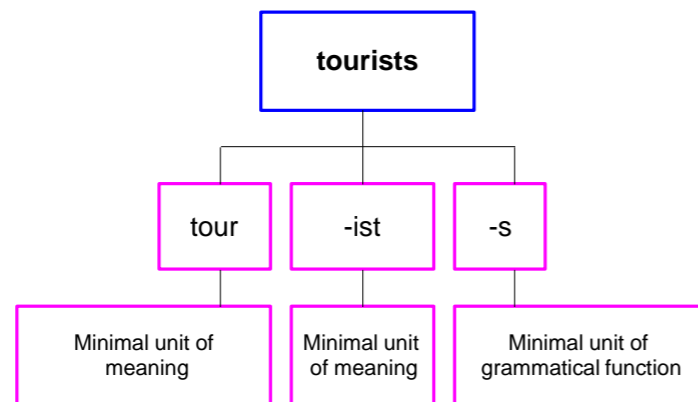 tourists
tour
-ist
-s
Minimal unit of
meaning
Minimal unit
of meaning
Minimal unit of
grammatical function